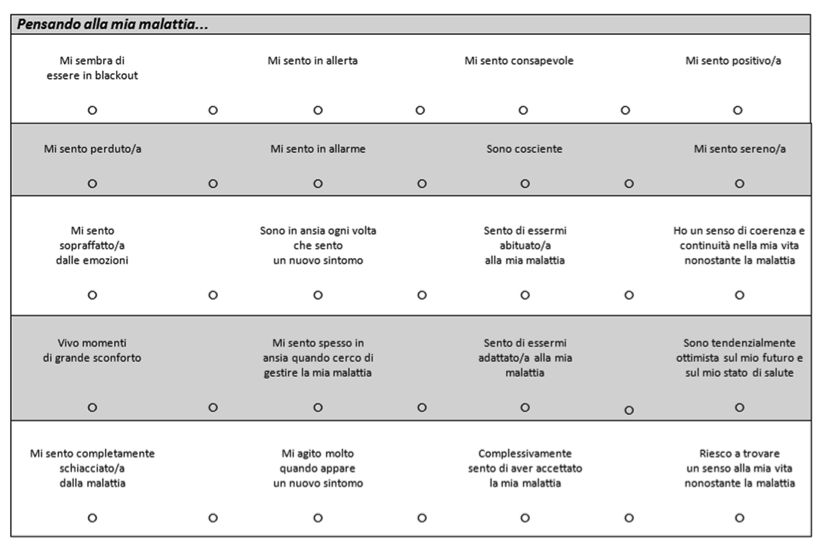 Pensando alla mia malattia...
Mi sembra di
essere in blackout
Mi sento in allerta
Mi sento consapevole
Mi sento positivo/a
Mi sento perduto/a
Mi sento in allarme
Sono cosciente
Mi sento sereno/a
Mi sento
sopraffatto/a
dalle emozioni
Sono in ansia ogni volta
che sento
un nuovo sintomo
Sento di essermi
abituato/a
alla mia malattia
Ho un senso di coerenza e
continuità nella mia vita
nonostante la malattia
Vivo momenti
di grande sconforto
Mi sento spesso in
ansia quando cerco di
gestire la mia malattia
Sento di essermi
adattato/a alla mia
malattia
Sono tendenzialmente
ottimista sul mio futuro e
sul mio stato di salute
Mi sento completamente
schiacciato/a
dalla malattia
Mi agito molto
quando appare
un nuovo sintomo
Complessivamente
sento di aver accettato
la mia malattia
Riesco a trovare
un senso alla mia vita
nonostante la malattia